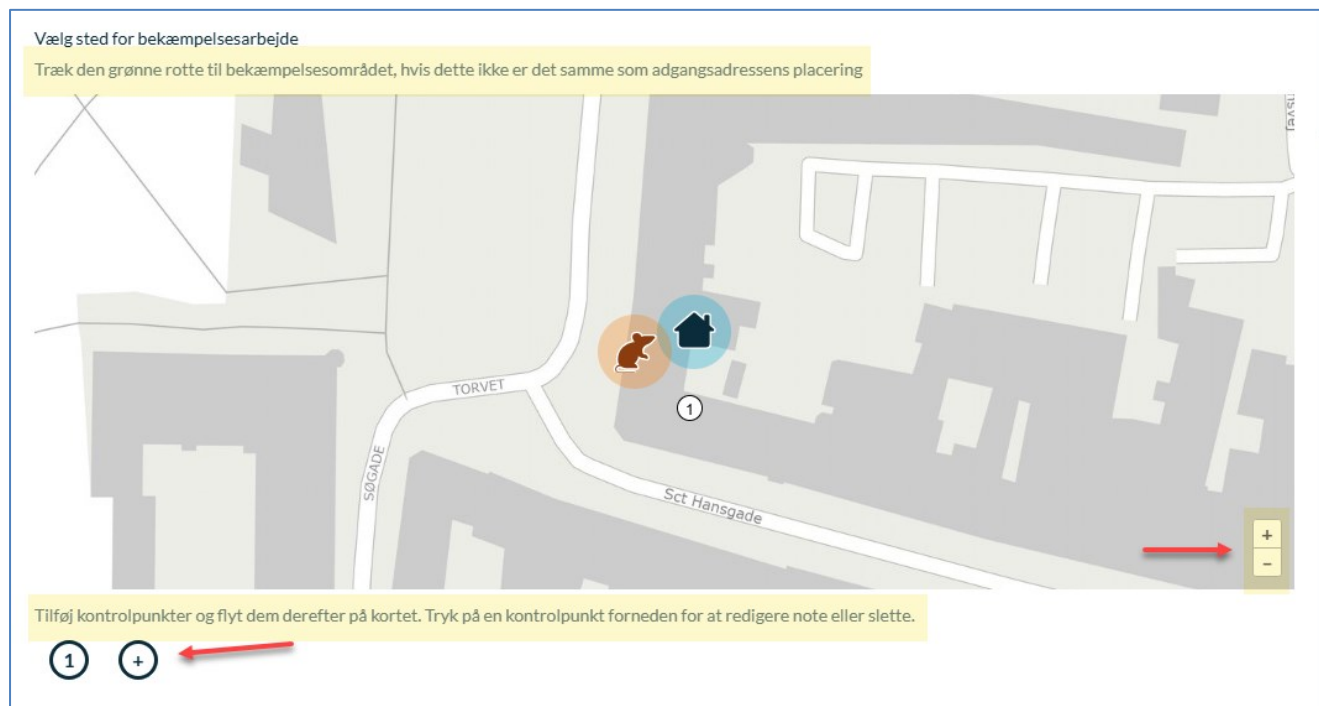 Vælg sted for bekæmpelsesarbejde
Træk den grønne rotte til bekæmpelsesområdet, hvis dette ikke er det samme som adgangsadressens placering
TORVET
1
SØGADE
Sct Hansgade
+
-
Tilføj kontrolpunkter og flyt dem derefter på kortet. Tryk på en kontrolpunkt forneden for at redigere note eller slette.
1 +